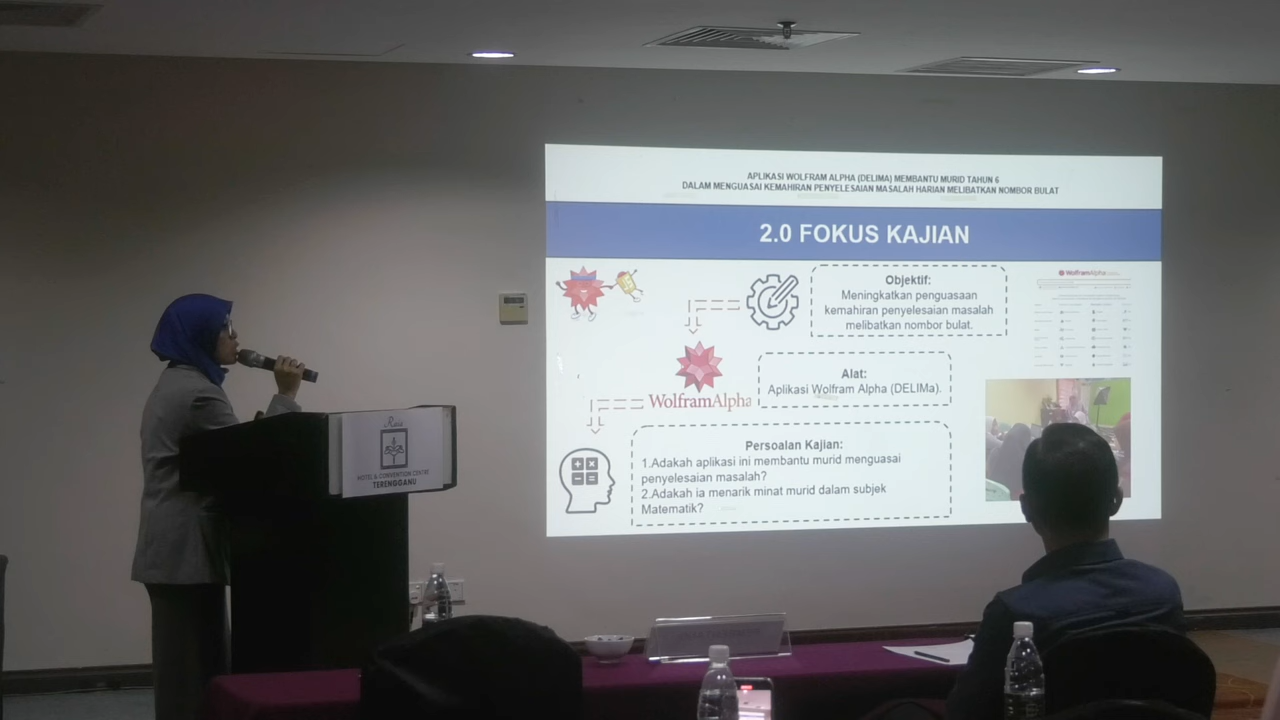 APLIKASI WOLFRAM ALPHA (DELIMA) MEMBANTU MURID TAHUN 6
DALAM MENGUASAI KEMAHIRAN PENYELESAIAN MASALAH HARIAN MELIBATKAN NOMBOR BULAT
2.0 FOKUS KAJIAN
Objektif:
Meningkatkan penguasaan
kemahiran penyelesaian masalah
melibatkan nombor bulat.
WolframAlpha
Alat:
Aplikasi Wolfram Alpha (DELIMa).
WolframAlpha
Persoalan Kajian:
1.Adakah aplikasi ini membantu murid menguasai
penyelesaian masalah?
2.Adakah ia menarik minat murid dalam subjek
Matematik?
Raia
HOTEL & CONVENTION CENTRE
TERENGGANU